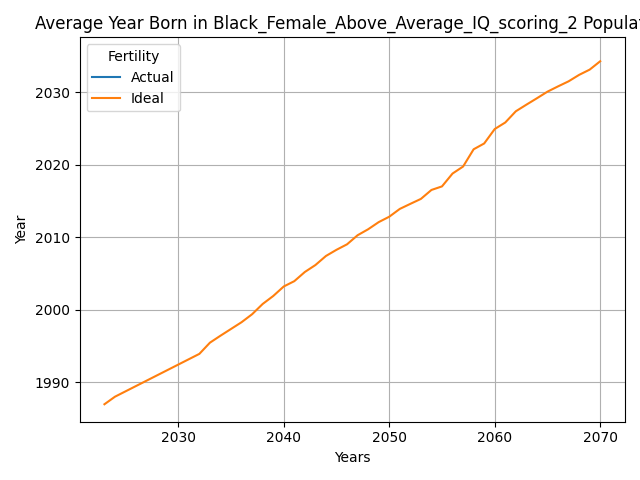 Average Year Born in Black_Female_Above_Average_IQ_scoring_2 Populat
Fertility
Actual
Ideal
Year
2030
2020
2010
2000
1990
2030 2040 2050 2060 2070
Years